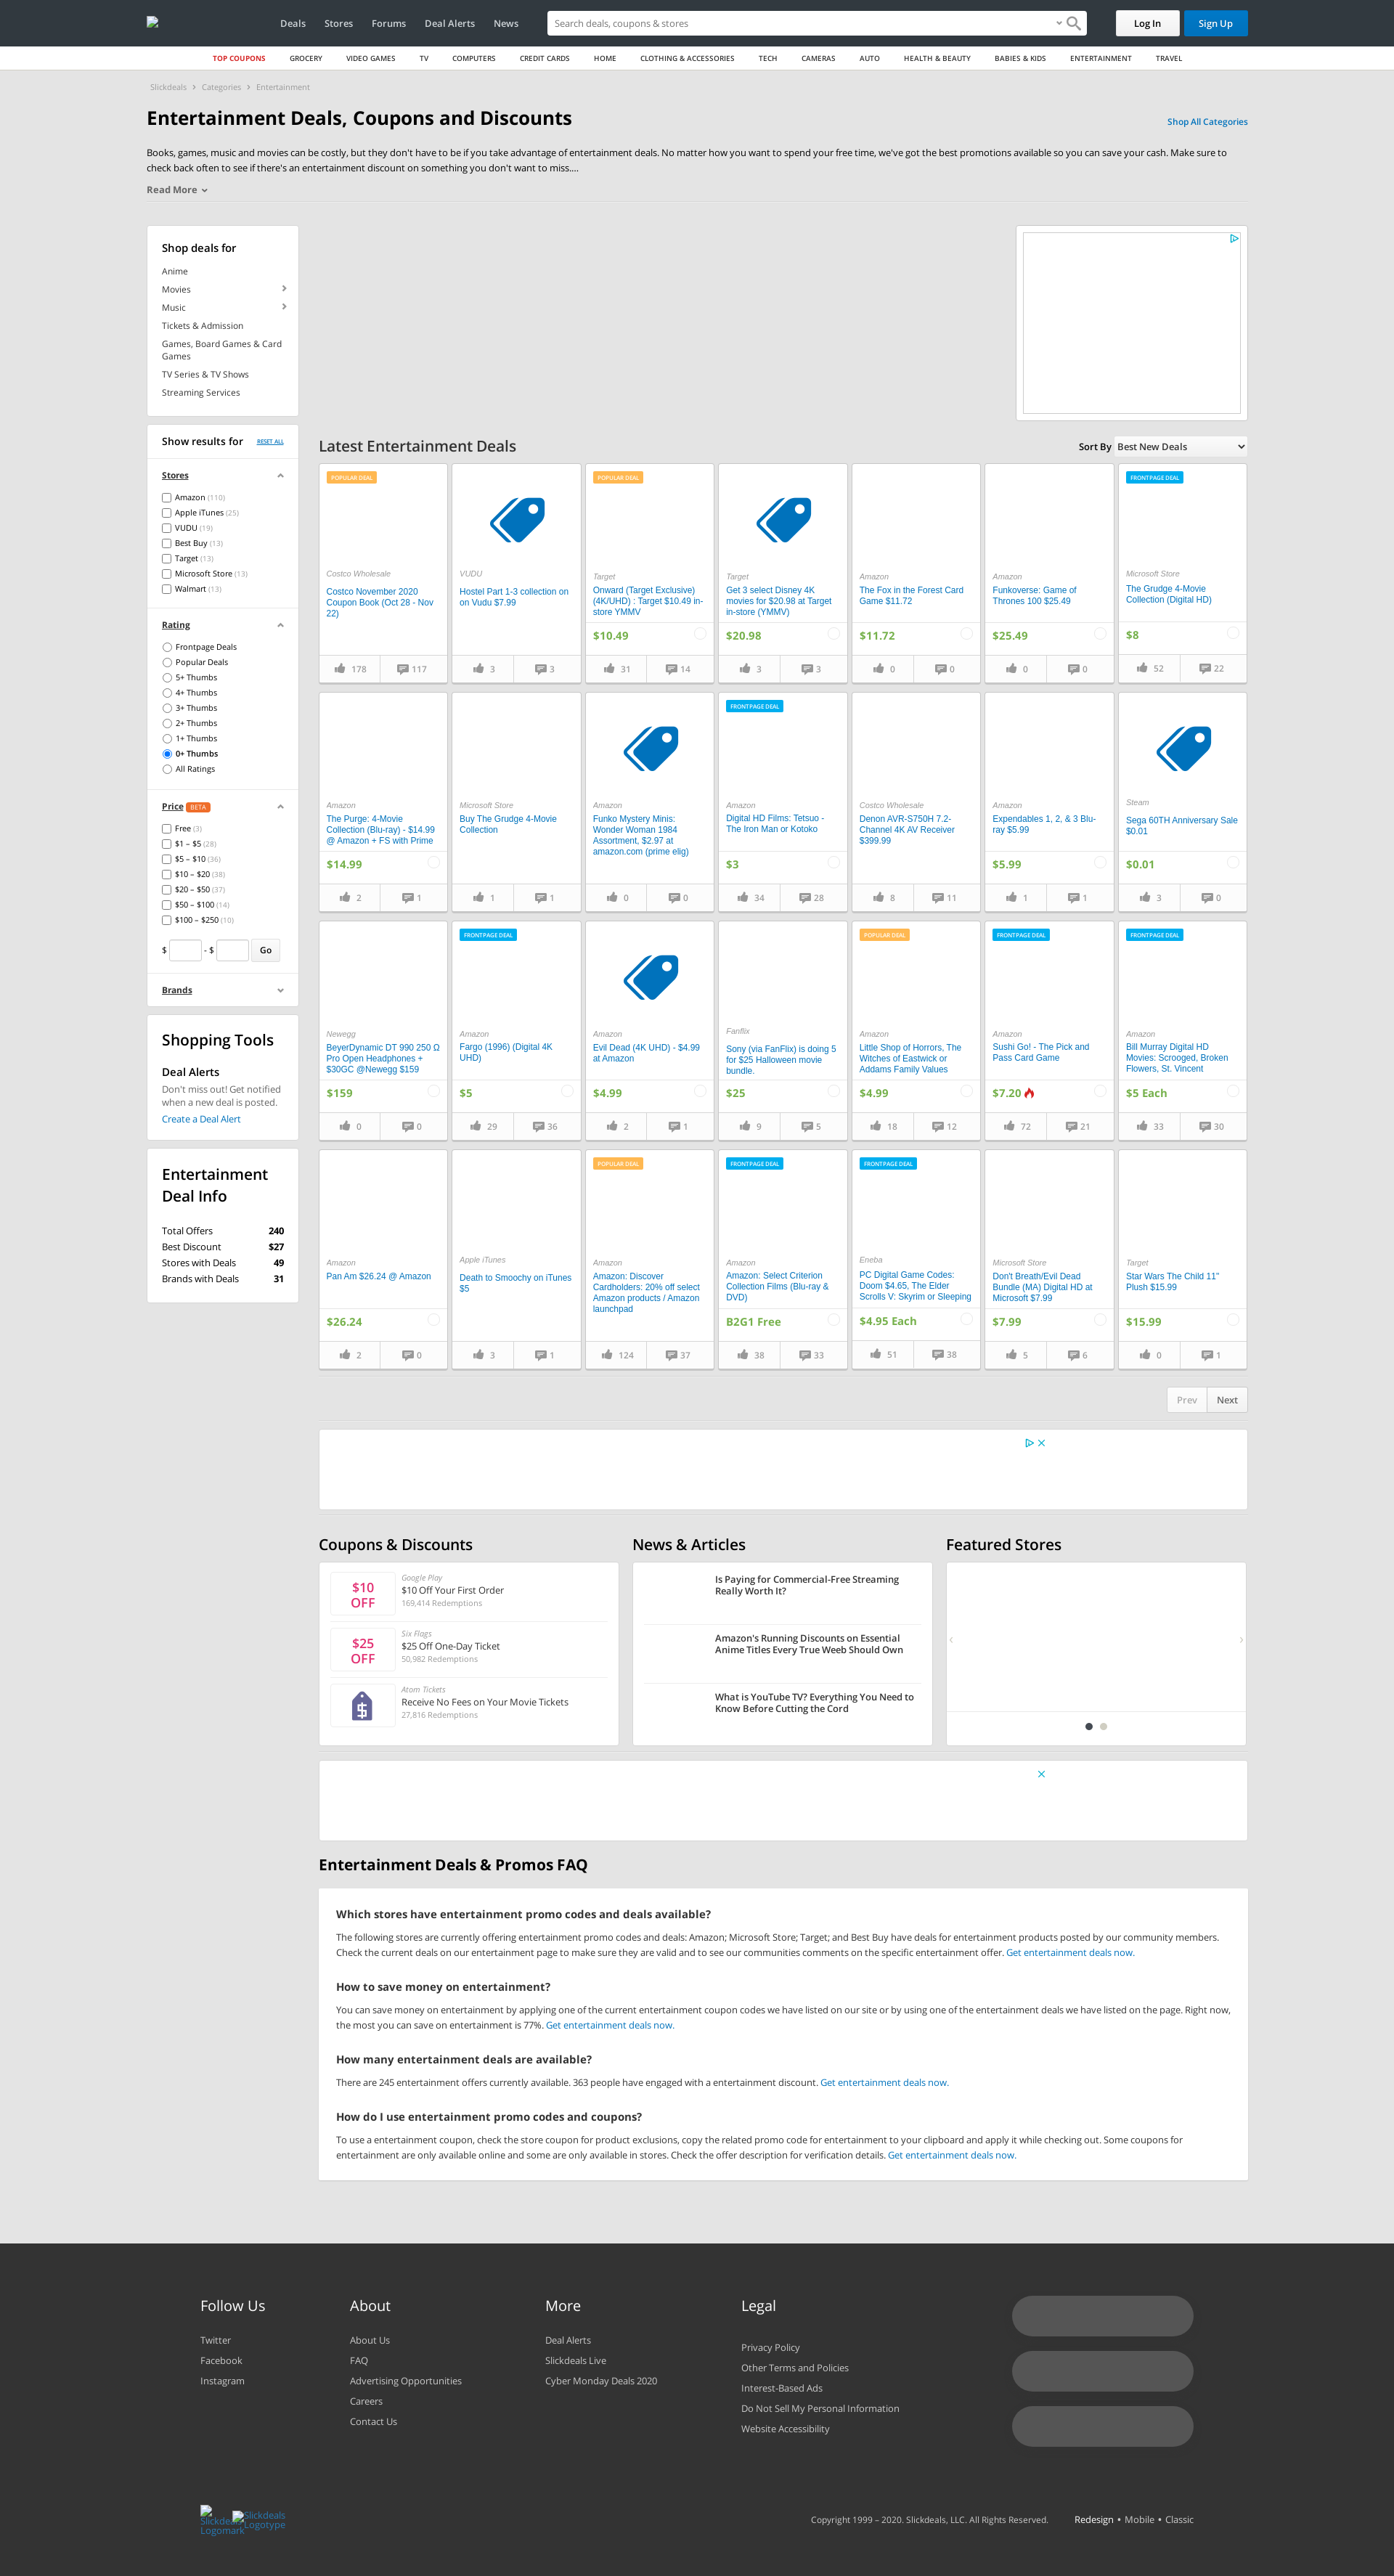 Deals Stores Forums Deal Alerts News Search deals, coupons & stores Log In Sign Up
TOP COUPONS GROCERY VIDEO GAMES TV COMPUTERS CREDIT CARDS HOME CLOTHING & ACCESSORIES TECH CAMERAS AUTO HEALTH & BEAUTY BABIES & KIDS ENTERTAINMENT TRAVEL
Slickdeals › Categories › Entertainment
Entertainment Deals, Coupons and Discounts
Shop All Categories
Books, games, music and movies can be costly, but they don't have to be if you take advantage of entertainment deals. No matter how you want to spend your free time, we've got the best promotions available so you can save your cash. Make sure to
check back often to see if there's an entertainment discount on something you don't want to miss....
Read More
Shop deals for
Anime
Movies
Music
Tickets & Admission
Games, Board Games & Card
Games
TV Series & TV Shows
Streaming Services
Show results for RESET ALL
Stores
Amazon (110)
Apple iTunes (25)
VUDU (19)
Best Buy (13)
Target (13)
Microsoft Store (13)
Walmart (13)
Rating
Frontpage Deals
Popular Deals
5+ Thumbs
4+ Thumbs
3+ Thumbs
2+ Thumbs
1+ Thumbs
0+ Thumbs
All Ratings
Price BETA
Free (3)
$1 – $5 (28)
$5 – $10 (36)
$10 – $20 (38)
$20 – $50 (37)
$50 – $100 (14)
$100 – $250 (10)
$ - $ Go
Brands
Shopping Tools
Deal Alerts
Don't miss out! Get notified
when a new deal is posted.
Create a Deal Alert
Entertainment
Deal Info
Total Offers 240
Best Discount $27
Stores with Deals 49
Brands with Deals 31
Latest Entertainment Deals
Sort By Best New Deals
POPULAR DEAL
Costco Wholesale
Costco November 2020
Coupon Book (Oct 28 - Nov
22)
178 117
VUDU
Hostel Part 1-3 collection on
on Vudu $7.99
3 3
POPULAR DEAL
Target
Onward (Target Exclusive)
(4K/UHD) : Target $10.49 in-
store YMMV
$10.49
31 14
Target
Get 3 select Disney 4K
movies for $20.98 at Target
in-store (YMMV)
$20.98
3 3
Amazon
The Fox in the Forest Card
Game $11.72
$11.72
0 0
Amazon
Funkoverse: Game of
Thrones 100 $25.49
$25.49
0 0
FRONTPAGE DEAL
Microsoft Store
The Grudge 4-Movie
Collection (Digital HD)
$8
52 22
Amazon
The Purge: 4-Movie
Collection (Blu-ray) - $14.99
@ Amazon + FS with Prime
$14.99
2 1
Microsoft Store
Buy The Grudge 4-Movie
Collection
1 1
Amazon
Funko Mystery Minis:
Wonder Woman 1984
Assortment, $2.97 at
amazon.com (prime elig)
0 0
FRONTPAGE DEAL
Amazon
Digital HD Films: Tetsuo -
The Iron Man or Kotoko
$3
34 28
Costco Wholesale
Denon AVR-S750H 7.2-
Channel 4K AV Receiver
$399.99
8 11
Amazon
Expendables 1, 2, & 3 Blu-
ray $5.99
$5.99
1 1
Steam
Sega 60TH Anniversary Sale
$0.01
$0.01
3 0
Newegg
BeyerDynamic DT 990 250 Ω
Pro Open Headphones +
$30GC @Newegg $159
$159
0 0
FRONTPAGE DEAL
Amazon
Fargo (1996) (Digital 4K
UHD)
$5
29 36
Amazon
Evil Dead (4K UHD) - $4.99
at Amazon
$4.99
2 1
Fanflix
Sony (via FanFlix) is doing 5
for $25 Halloween movie
bundle.
$25
9 5
POPULAR DEAL
Amazon
Little Shop of Horrors, The
Witches of Eastwick or
Addams Family Values
$4.99
18 12
FRONTPAGE DEAL
Amazon
Sushi Go! - The Pick and
Pass Card Game
$7.20
72 21
FRONTPAGE DEAL
Amazon
Bill Murray Digital HD
Movies: Scrooged, Broken
Flowers, St. Vincent
$5 Each
33 30
Amazon
Pan Am $26.24 @ Amazon
$26.24
2 0
Apple iTunes
Death to Smoochy on iTunes
$5
3 1
POPULAR DEAL
Amazon
Amazon: Discover
Cardholders: 20% off select
Amazon products / Amazon
launchpad
124 37
FRONTPAGE DEAL
Amazon
Amazon: Select Criterion
Collection Films (Blu-ray &
DVD)
B2G1 Free
38 33
FRONTPAGE DEAL
Eneba
PC Digital Game Codes:
Doom $4.65, The Elder
Scrolls V: Skyrim or Sleeping
$4.95 Each
51 38
Microsoft Store
Don't Breath/Evil Dead
Bundle (MA) Digital HD at
Microsoft $7.99
$7.99
5 6
Target
Star Wars The Child 11"
Plush $15.99
$15.99
0 1
Prev Next
Coupons & Discounts
$10
OFF
Google Play
$10 Off Your First Order
169,414 Redemptions
$25
OFF
Six Flags
$25 Off One-Day Ticket
50,982 Redemptions
Atom Tickets
Receive No Fees on Your Movie Tickets
27,816 Redemptions
News & Articles
Is Paying for Commercial-Free Streaming
Really Worth It?
Amazon's Running Discounts on Essential
Anime Titles Every True Weeb Should Own
What is YouTube TV? Everything You Need to
Know Before Cutting the Cord
Featured Stores
Entertainment Deals & Promos FAQ
Which stores have entertainment promo codes and deals available?
The following stores are currently offering entertainment promo codes and deals: Amazon; Microsoft Store; Target; and Best Buy have deals for entertainment products posted by our community members.
Check the current deals on our entertainment page to make sure they are valid and to see our communities comments on the specific entertainment offer. Get entertainment deals now.
How to save money on entertainment?
You can save money on entertainment by applying one of the current entertainment coupon codes we have listed on our site or by using one of the entertainment deals we have listed on the page. Right now,
the most you can save on entertainment is 77%. Get entertainment deals now.
How many entertainment deals are available?
There are 245 entertainment offers currently available. 363 people have engaged with a entertainment discount. Get entertainment deals now.
How do I use entertainment promo codes and coupons?
To use a entertainment coupon, check the store coupon for product exclusions, copy the related promo code for entertainment to your clipboard and apply it while checking out. Some coupons for
entertainment are only available online and some are only available in stores. Check the offer description for verification details. Get entertainment deals now.
Follow Us
Twitter
Facebook
Instagram
About
About Us
FAQ
Advertising Opportunities
Careers
Contact Us
More
Deal Alerts
Slickdeals Live
Cyber Monday Deals 2020
Legal
Privacy Policy
Other Terms and Policies
Interest-Based Ads
Do Not Sell My Personal Information
Website Accessibility
Slickdeals
Logomark
Slickdeals
Logotype
Copyright 1999 – 2020. Slickdeals, LLC. All Rights Reserved. Redesign • Mobile • Classic